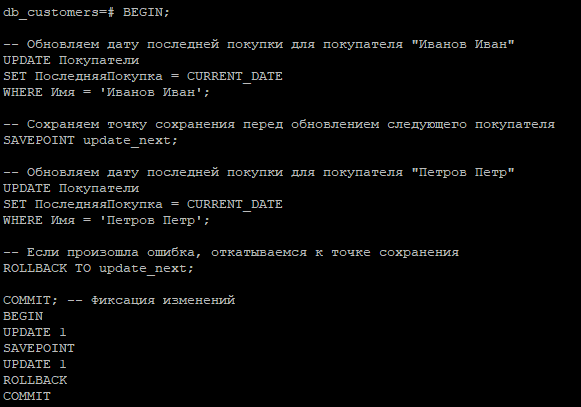 db_customers=# BEGIN;
-- Обновляем дату последней покупки для покупателя "Иванов Иван"
UPDATE Покупатели
SET ПоследняяПокупка = CURRENT_DATE
WHERE Имя = 'Иванов Иван';
-- Сохраняем точку сохранения перед обновлением следующего покупателя
SAVEPOINT update_next;
-- Обновляем дату последней покупки для покупателя "Петров Петр"
UPDATE Покупатели
SET ПоследняяПокупка = CURRENT_DATE
WHERE Имя = 'Петров Петр';
-- Если произошла ошибка, откатываемся к точке сохранения
ROLLBACK TO update_next;
COMMIT; -- Фиксация изменений
BEGIN
UPDATE 1
SAVEPOINT
UPDATE 1
ROLLBACK
COMMIT